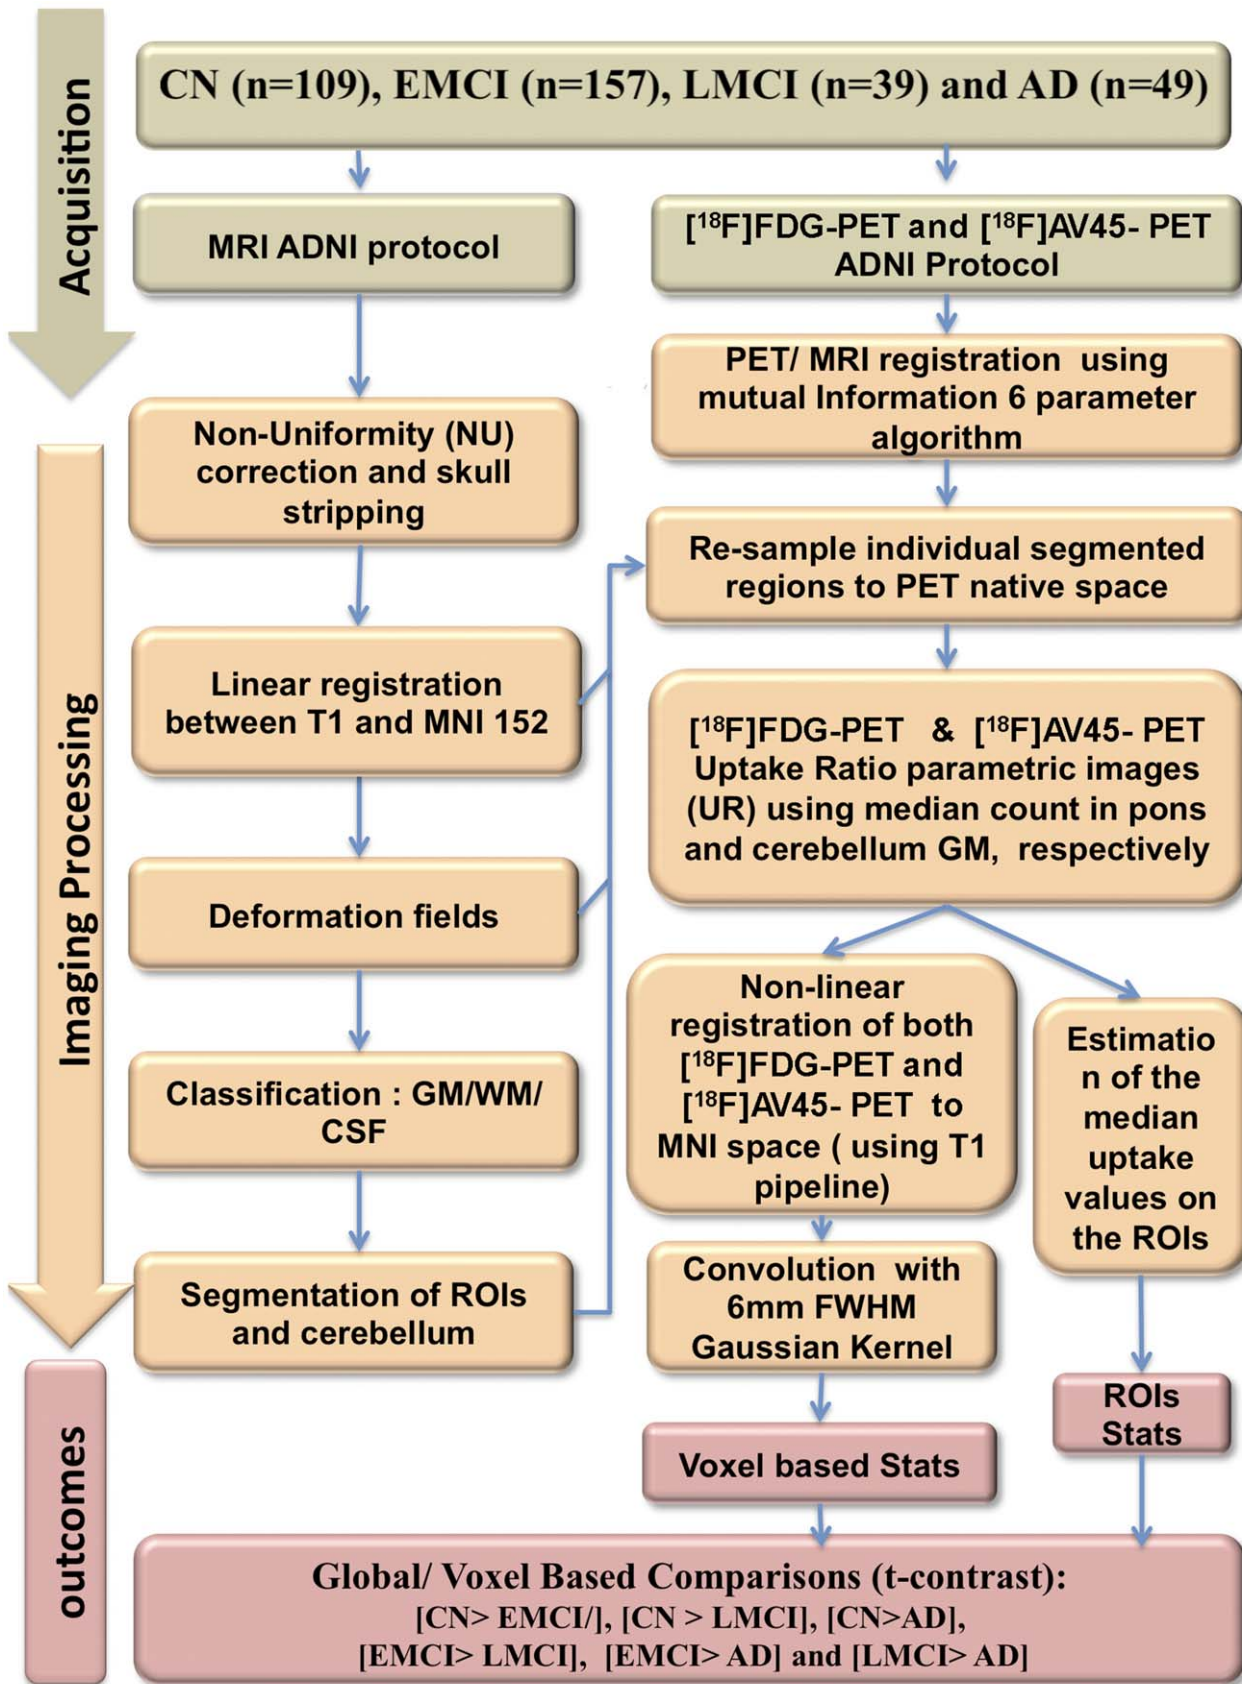 Acquisition
CN (n=109), EMCI (n=157), LMCI (n=39) and AD (n=49)
MRI ADNI protocol
[¹⁸F]FDG-PET and [¹⁸F]AV45- PET
ADNI Protocol
PET/ MRI registration using
mutual Information 6 parameter
algorithm
Imaging Processing
Non-Uniformity (NU)
correction and skull
stripping
Re-sample individual segmented
regions to PET native space
Linear registration
between T1 and MNI 152
[¹⁸F]FDG-PET & [¹⁸F]AV45- PET
Uptake Ratio parametric images
(UR) using median count in pons
and cerebellum GM, respectively
Deformation fields
Non-linear
registration of both
[¹⁸F]FDG-PET and
[¹⁸F]AV45- PET to
MNI space ( using T1
pipeline)
Estimatio
n of the
median
uptake
values on
the ROIs
Classification : GM/WM/
CSF
Segmentation of ROIs
and cerebellum
Convolution with
6mm FWHM
Gaussian Kernel
outcomes
ROIs
Stats
Voxel based Stats
Global/ Voxel Based Comparisons (t-contrast):
[CN> EMCI/], [CN > LMCI], [CN>AD],
[EMCI> LMCI], [EMCI> AD] and [LMCI> AD]